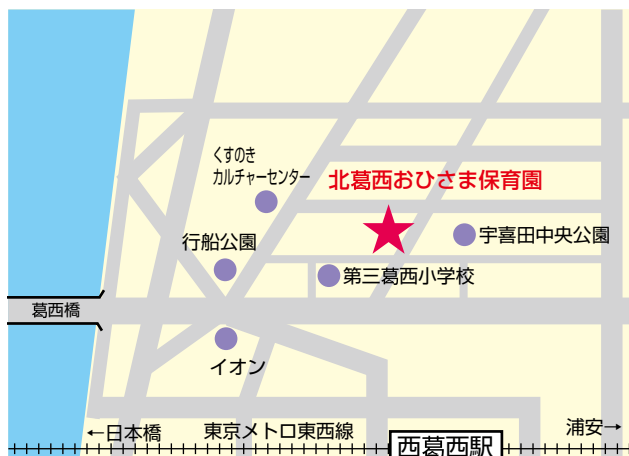 くすのき
カルチャーセンター
北葛西おひさま保育園
行船公園
宇喜田中央公園
第三葛西小学校
葛西橋
イオン
←日本橋
東京メトロ東西線
浦安→
西葛西駅